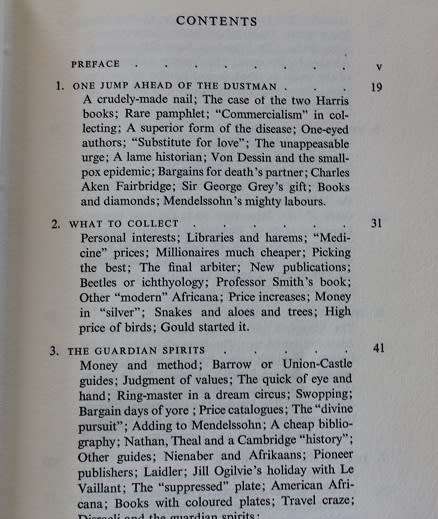 CONTENTS
PREFACE . . . . . . . . v
1. ONE JUMP AHEAD OF THE DUSTMAN . . . 19
A crudely-made nail; The case of the two Harris
books; Rare pamphlet; “Commercialism” in col-
lecting; A superior form of the disease; One-eyed
authors; “Substitute for love”; The unappeasable
urge; A lame historian; Von Dessin and the small-
pox epidemic; Bargains for death's partner; Charles
Aken Fairbridge; Sir George Grey's gift; Books
and diamonds; Mendelssohn's mighty labours.
2. WHAT TO COLLECT . . . . . . 31
Personal interests; Libraries and harems; “Medi-
cine” prices; Millionaires much cheaper; Picking
the best; The final arbiter; New publications;
Beetles or ichthyology; Professor Smith's book;
Other “modern” Africana; Price increases; Money
in “silver”; Snakes and aloes and trees; High
price of birds; Gould started it.
3. THE GUARDIAN SPIRITS . . . . . 41
Money and method; Barrow or Union-Castle
guides; Judgment of values; The quick of eye and
hand; Ring-master in a dream circus; Swopping;
Bargain days of yore; Price catalogues; The “divine
pursuit”; Adding to Mendelssohn; A cheap biblio-
graphy; Nathan, Theal and a Cambridge “history”;
Other guides; Nienaber and Afrikaans; Pioneer
publishers; Laidler; Jill Ogilvie's holiday with Le
Vaillant; The “suppressed” plate; American Afri-
cana; Books with coloured plates; Travel craze;
Disraeli and the guardian spirits;